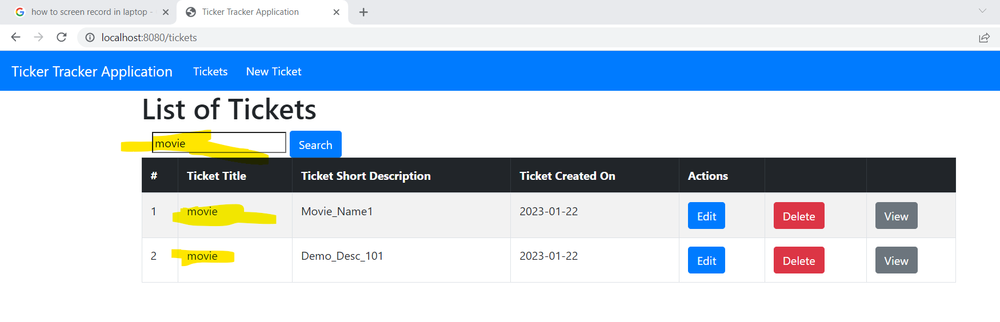 how to screen record in laptop -
Ticker Tracker Application
localhost:8080/tickets
Ticker Tracker Application Tickets New Ticket
List of Tickets
movie Search
# Ticket Title Ticket Short Description Ticket Created On Actions
1 movie Movie_Name1 2023-01-22 Edit Delete View
2 movie Demo_Desc_101 2023-01-22 Edit Delete View